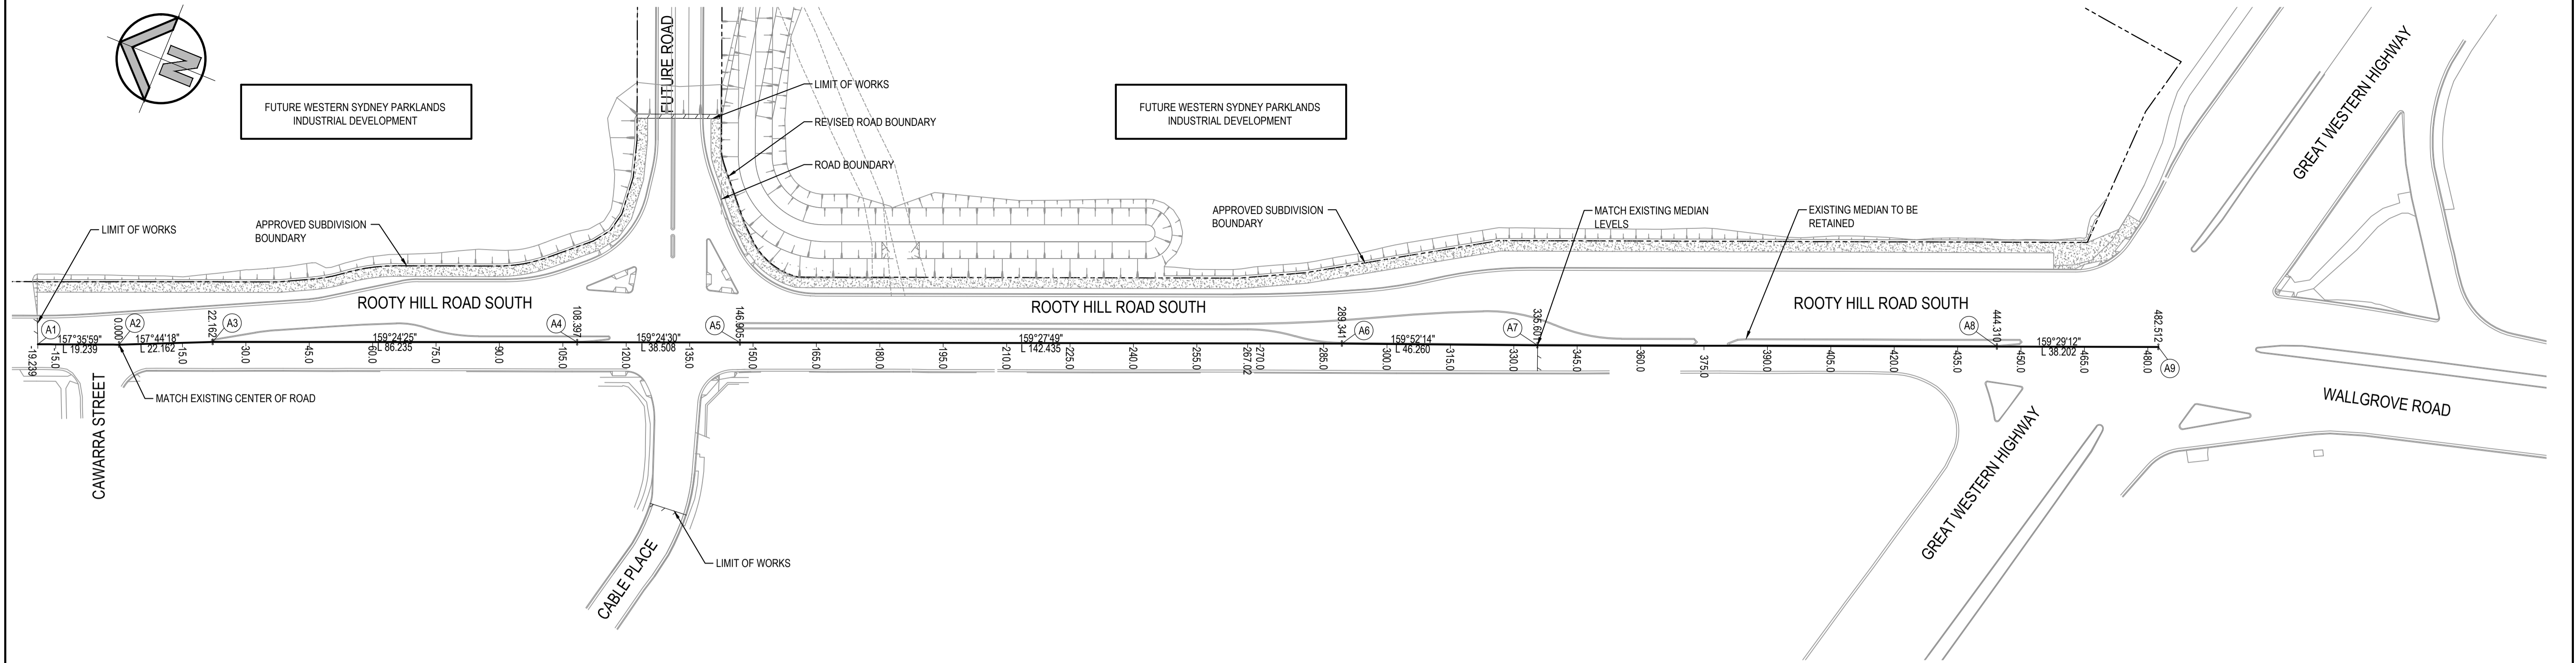 N
FUTURE WESTERN SYDNEY PARKLANDS
INDUSTRIAL DEVELOPMENT
FUTURE ROAD
LIMIT OF WORKS
REVISED ROAD BOUNDARY
ROAD BOUNDARY
FUTURE WESTERN SYDNEY PARKLANDS
INDUSTRIAL DEVELOPMENT
GREAT WESTERN HIGHWAY
LIMIT OF WORKS
APPROVED SUBDIVISION
BOUNDARY
APPROVED SUBDIVISION
BOUNDARY
MATCH EXISTING MEDIAN
LEVELS
EXISTING MEDIAN TO BE
RETAINED
ROOTY HILL ROAD SOUTH
ROOTY HILL ROAD SOUTH
ROOTY HILL ROAD SOUTH
A1
0.000
A2
22.162
A3
108.397
A4
146.905
A5
289.341
A6
335.601
A7
444.310
A8
482.512
A9
157°35'59"
L 19.239
157°44'18"
L 22.162
159°24'25"
L 86.235
159°24'30"
L 38.508
159°27'49"
L 142.435
159°52'14"
L 46.260
159°29'12"
L 38.202
-19.239
-15.0
15.0
30.0
45.0
60.0
75.0
90.0
105.0
120.0
135.0
150.0
165.0
180.0
195.0
210.0
225.0
240.0
255.0
267.02
270.0
285.0
300.0
315.0
330.0
345.0
360.0
375.0
390.0
405.0
420.0
435.0
450.0
465.0
480.0
CAWARRA STREET
MATCH EXISTING CENTER OF ROAD
CABLE PLACE
LIMIT OF WORKS
GREAT WESTERN HIGHWAY
WALLGROVE ROAD